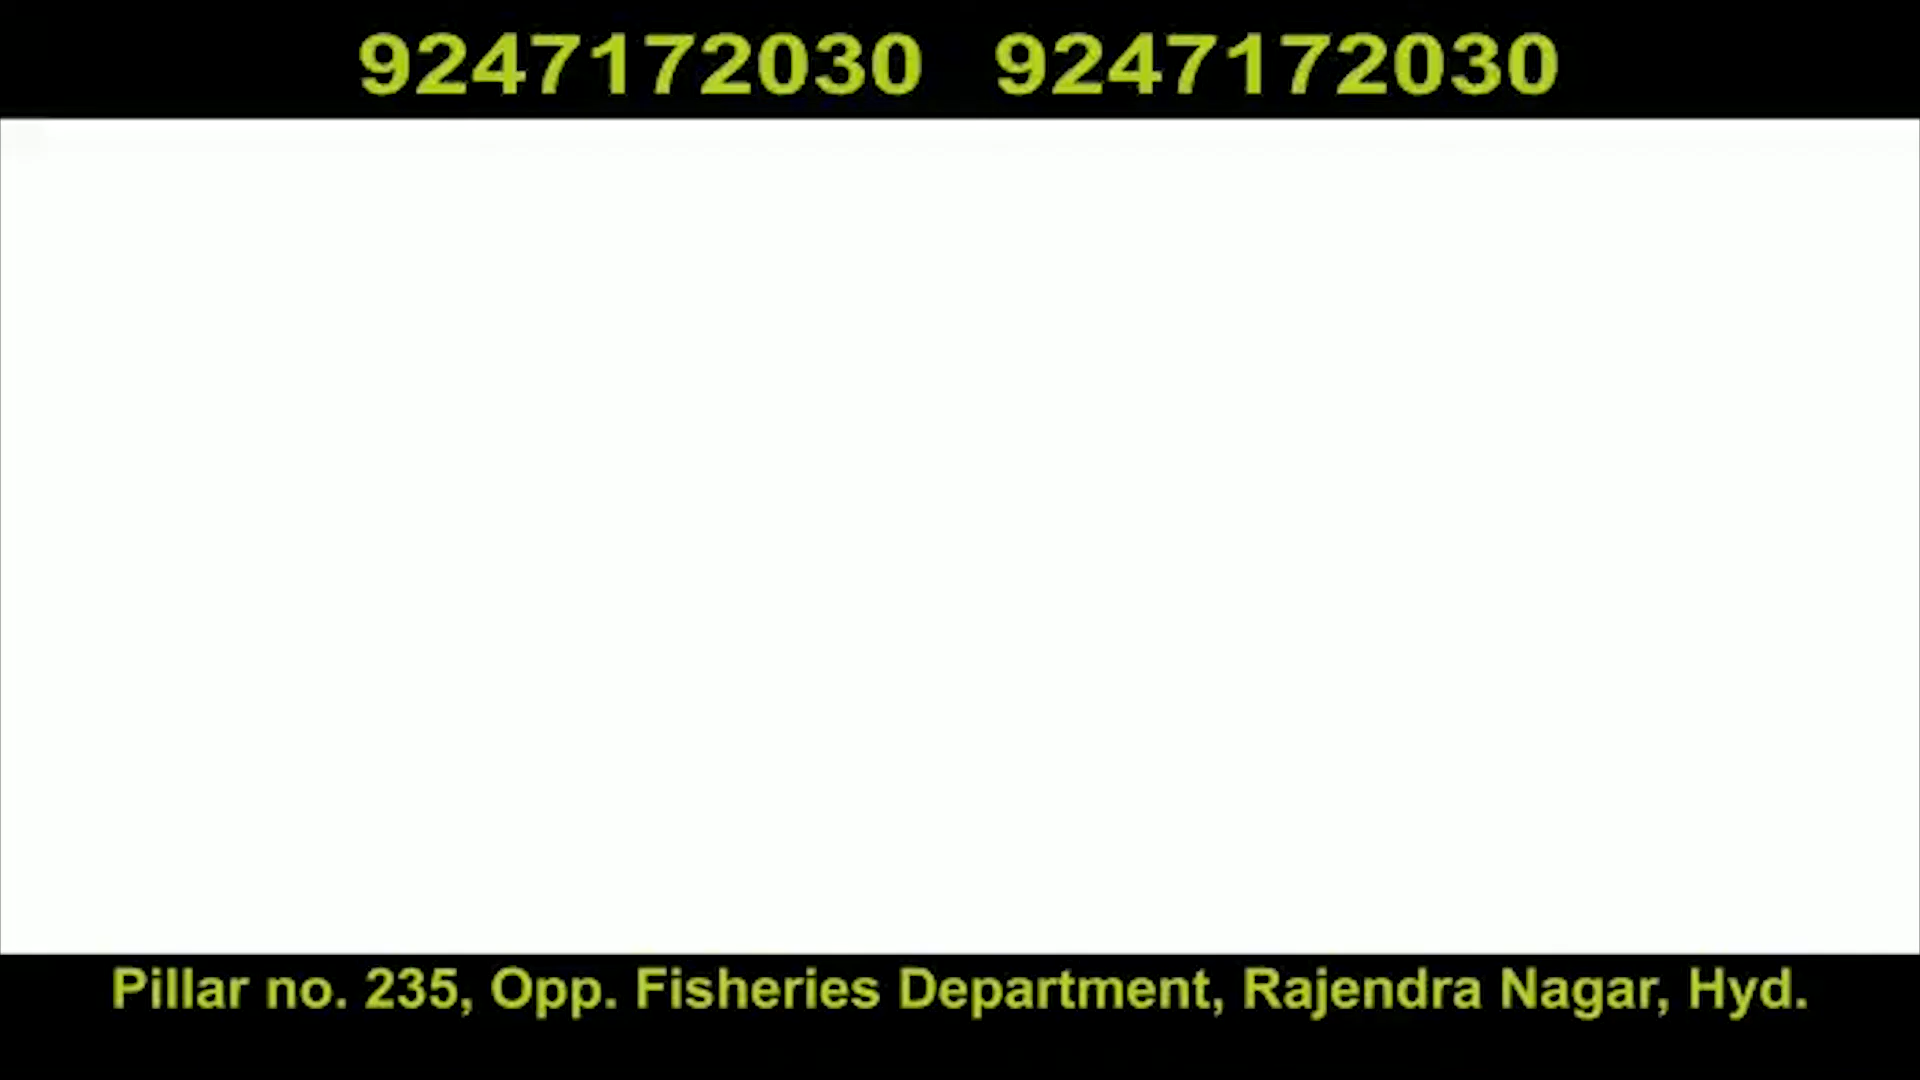 9247172030 9247172030
Pillar no. 235, Opp. Fisheries Department, Rajendra Nagar, Hyd.